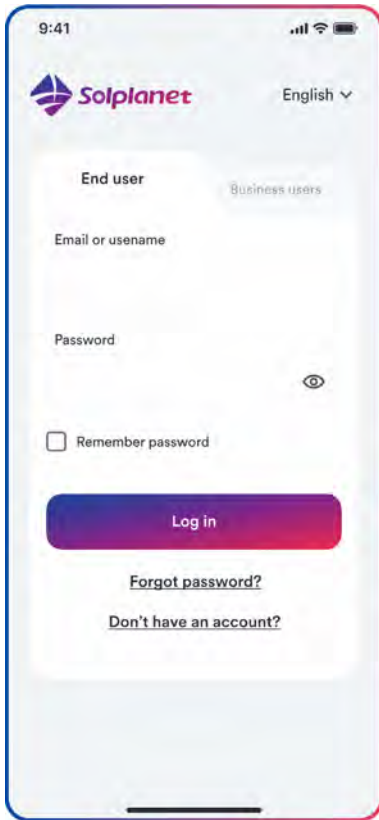 9:41
Solplanet
English
End user
Business users
Email or usename
Password
Remember password
Log in
Forgot password?
Don't have an account?